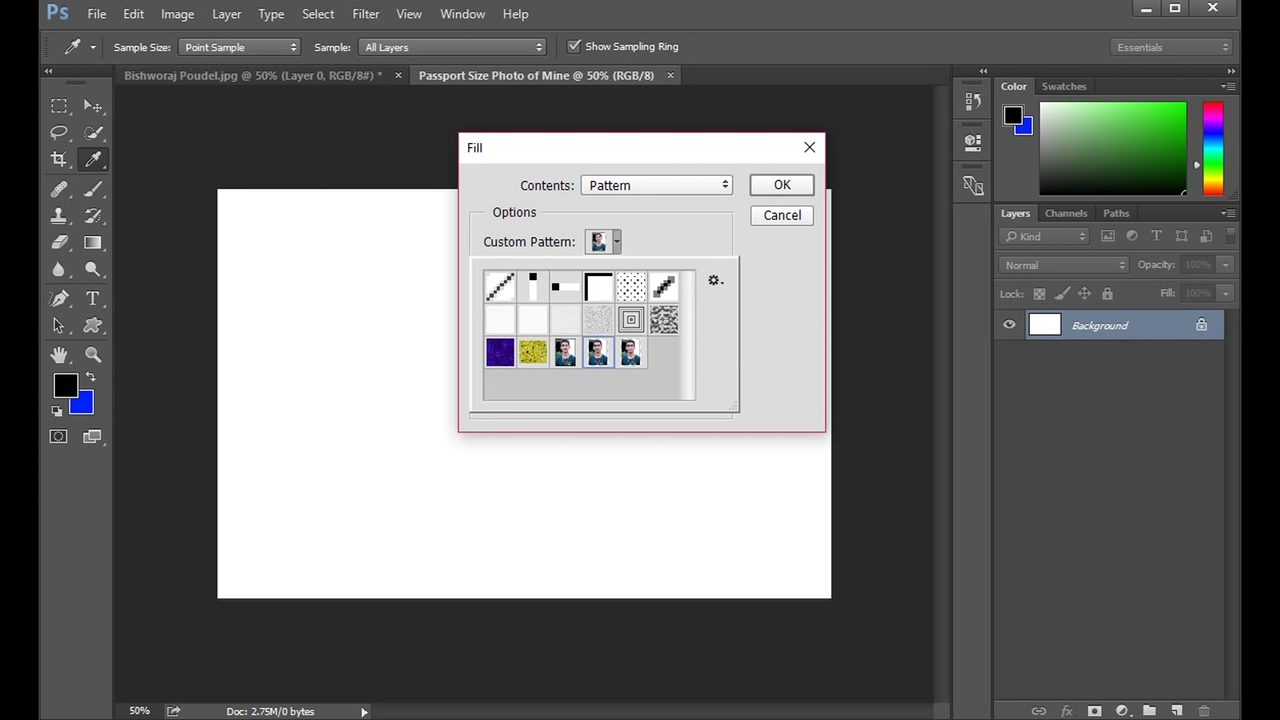 Ps File Edit Image Layer Type Select Filter View Window Help
Sample Size: Point Sample Sample: All Layers Show Sampling Ring Essentials
Bishworaj Poudel.jpg @ 50% (Layer 0, RGB/8#) * × Passport Size Photo of Mine @ 50% (RGB/8) ×
Color Swatches
Fill
Contents: Pattern OK
Options
Cancel
Custom Pattern:
Layers Channels Paths
Kind
Normal Opacity: 100%
Lock: Fill: 100%
Background
50% Doc: 2.75M/0 bytes